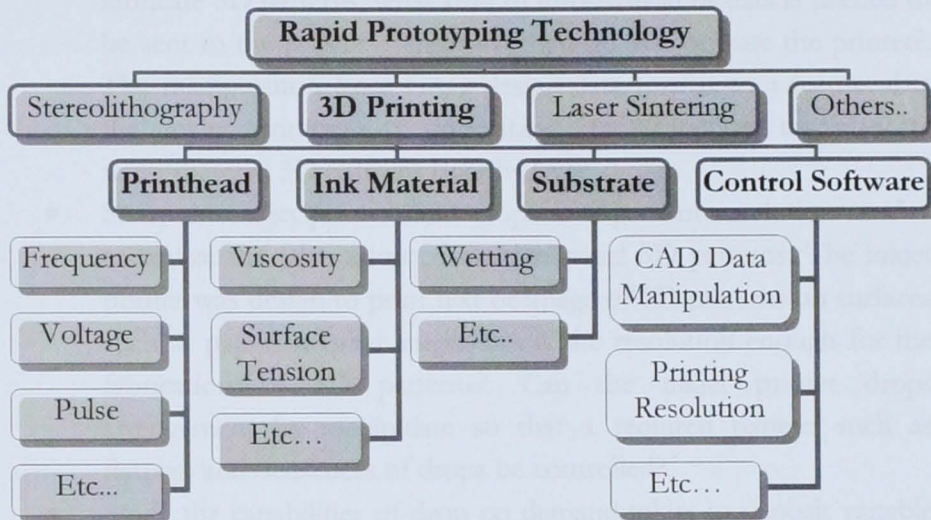 Rapid Prototyping Technology
Stereolithography
3D Printing
Laser Sintering
Others..
Printhead
Ink Material
Substrate
Control Software
Frequency
Voltage
Pulse
Etc...
Viscosity
Surface
Tension
Etc…
Wetting
Etc..
CAD Data
Manipulation
Printing
Resolution
Etc…